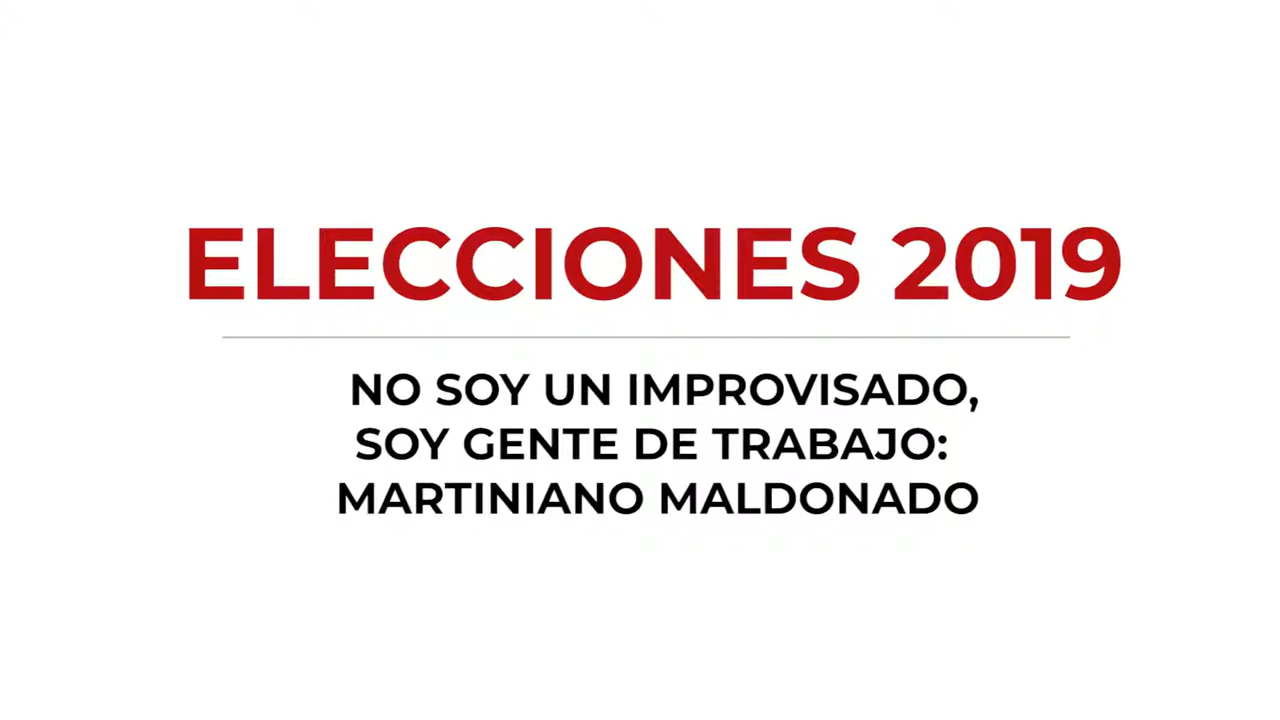 ELECCIONES 2019
NO SOY UN IMPROVISADO,
SOY GENTE DE TRABAJO:
MARTINIANO MALDONADO